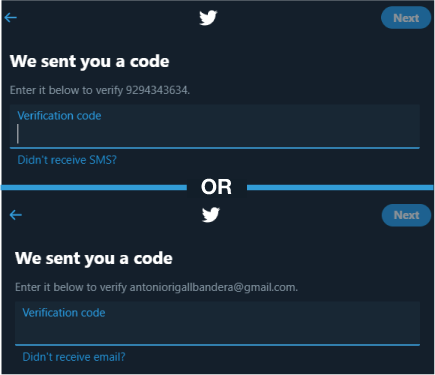 Next
We sent you a code
Enter it below to verify 9294343634.
Verification code
Didn't receive SMS?
OR
Next
We sent you a code
Enter it below to verify antoniorigallbandera@gmail.com.
Verification code
Didn't receive email?